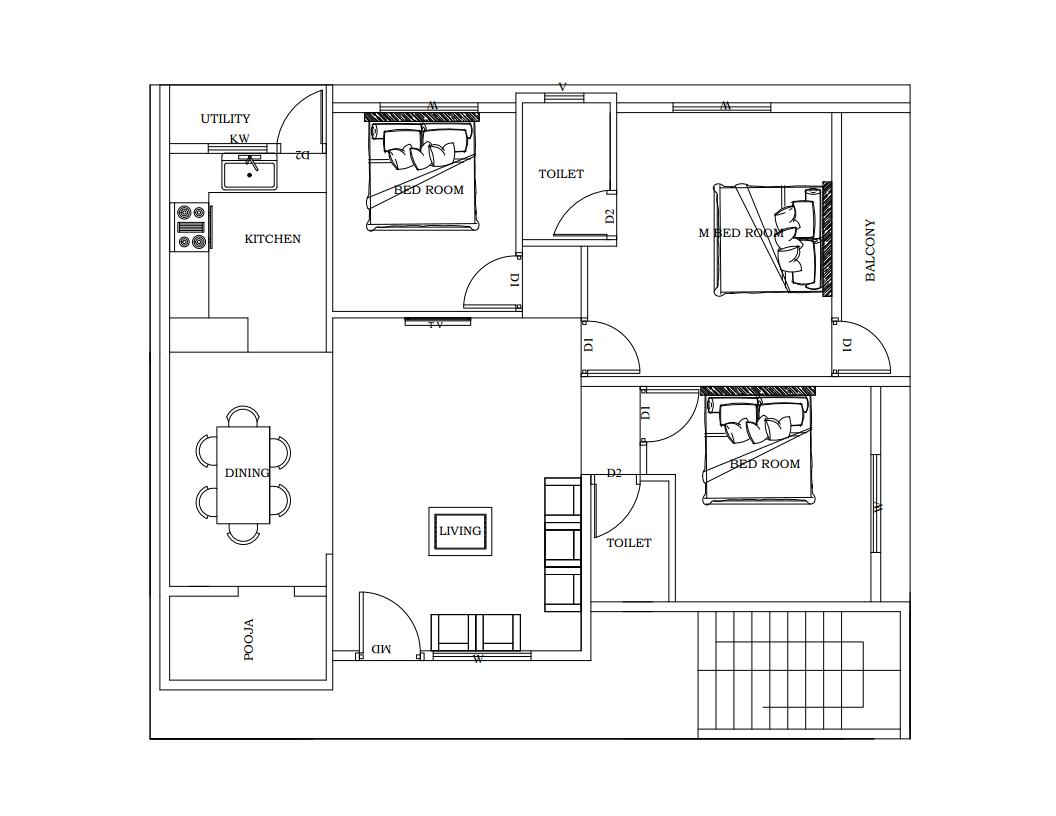 V
W
W
UTILITY
KW
D2
BED ROOM
TOILET
D2
M BED ROOM
BALCONY
KITCHEN
D1
T V
D1
D1
D1
BED ROOM
DINING
D2
W
LIVING
TOILET
POOJA
MD
W